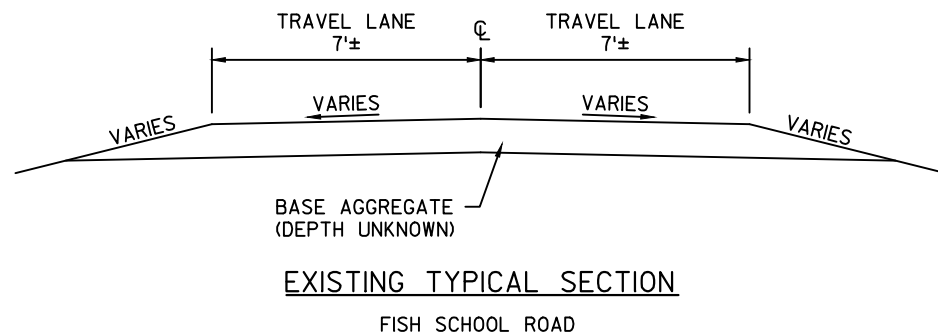 TRAVEL LANE
7'±
℄
TRAVEL LANE
7'±
VARIES
VARIES
VARIES
VARIES
BASE AGGREGATE
(DEPTH UNKNOWN)
EXISTING TYPICAL SECTION
FISH SCHOOL ROAD